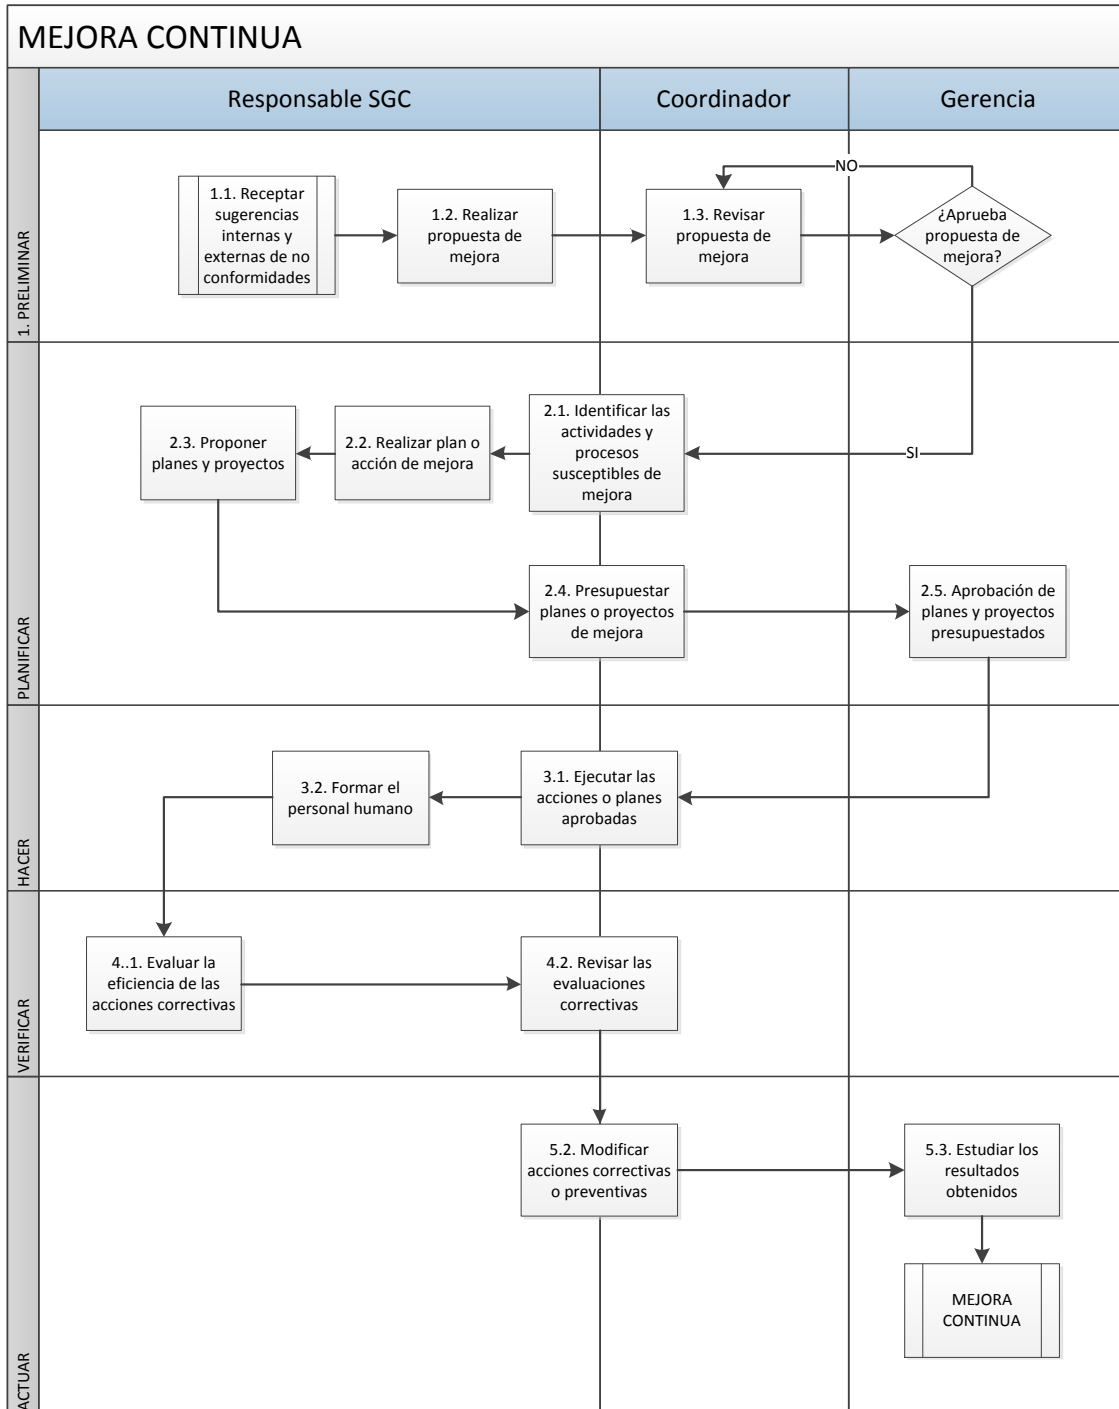 MEJORA CONTINUA
Responsable SGC
Coordinador
Gerencia
1. PRELIMINAR
1.1. Receptar
sugerencias
internas y
externas de no
conformidades
1.2. Realizar
propuesta de
mejora
1.3. Revisar
propuesta de
mejora
NO
¿Aprueba
propuesta de
mejora?
SI
PLANIFICAR
2.1. Identificar las
actividades y
procesos
susceptibles de
mejora
2.2. Realizar plan o
acción de mejora
2.3. Proponer
planes y proyectos
2.4. Presupuestar
planes o proyectos
de mejora
2.5. Aprobación de
planes y proyectos
presupuestados
HACER
3.1. Ejecutar las
acciones o planes
aprobadas
3.2. Formar el
personal humano
VERIFICAR
4..1. Evaluar la
eficiencia de las
acciones correctivas
4.2. Revisar las
evaluaciones
correctivas
ACTUAR
5.2. Modificar
acciones correctivas
o preventivas
5.3. Estudiar los
resultados
obtenidos
MEJORA
CONTINUA